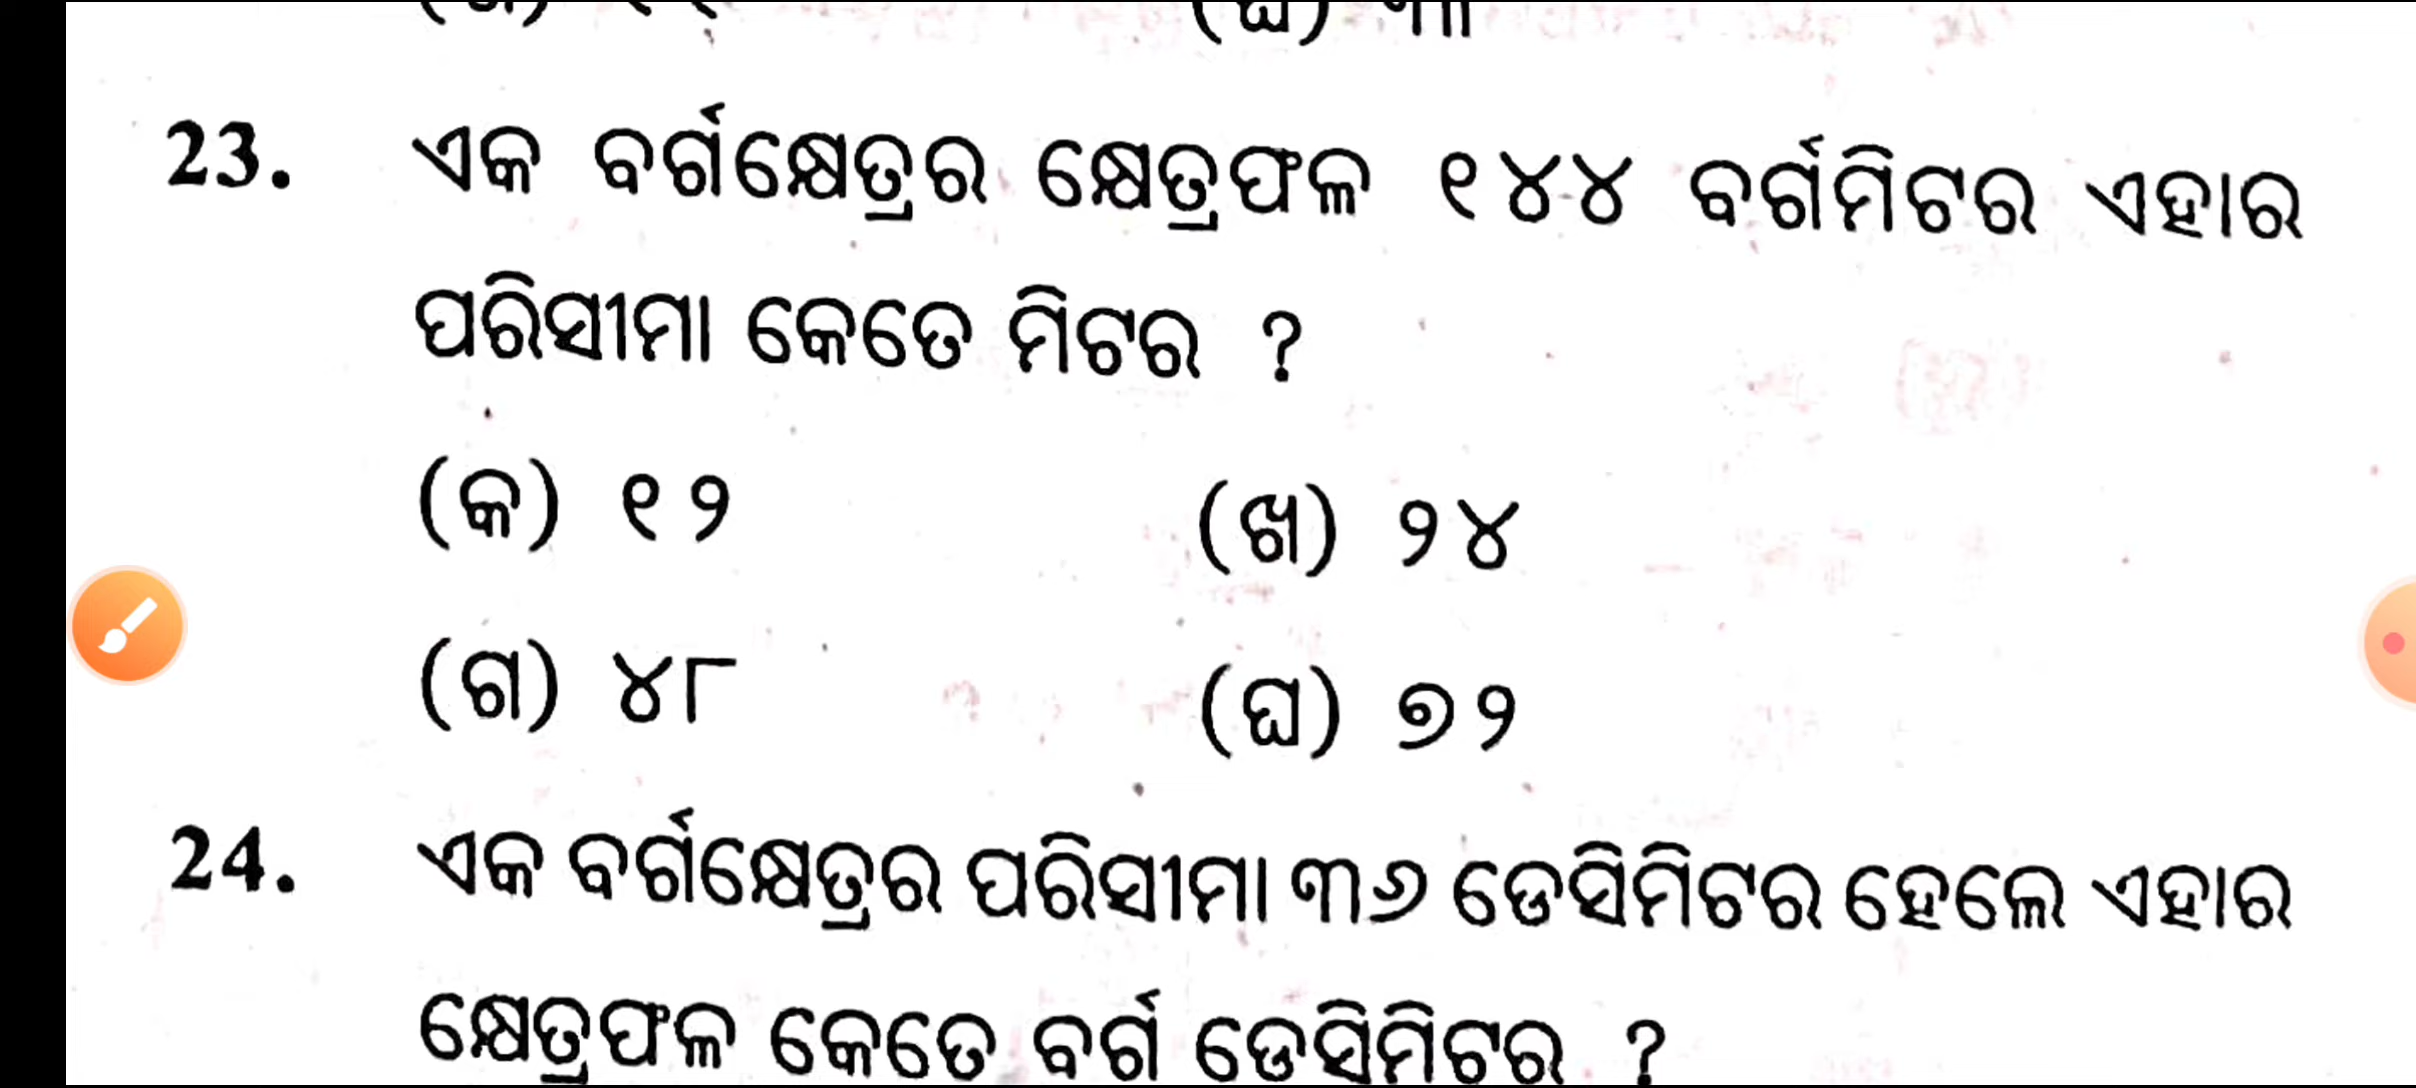 23. ଏକ ବର୍ଗକ୍ଷେତ୍ରର କ୍ଷେତ୍ରଫଳ ୧୪୪ ବର୍ଗମିଟର ଏହାର
ପରିସୀମା କେତେ ମିଟର ?
(କ) ୧୨ (ଖ) ୨୪
(ଗ) ୪୮ (ଘ) ୭୨
24. ଏକ ବର୍ଗକ୍ଷେତ୍ରର ପରିସୀମା ୩୬ ଡେସିମିଟର ହେଲେ ଏହାର
କ୍ଷେତ୍ରଫଳ କେତେ ବର୍ଗ ଡେସିମିଟର ?